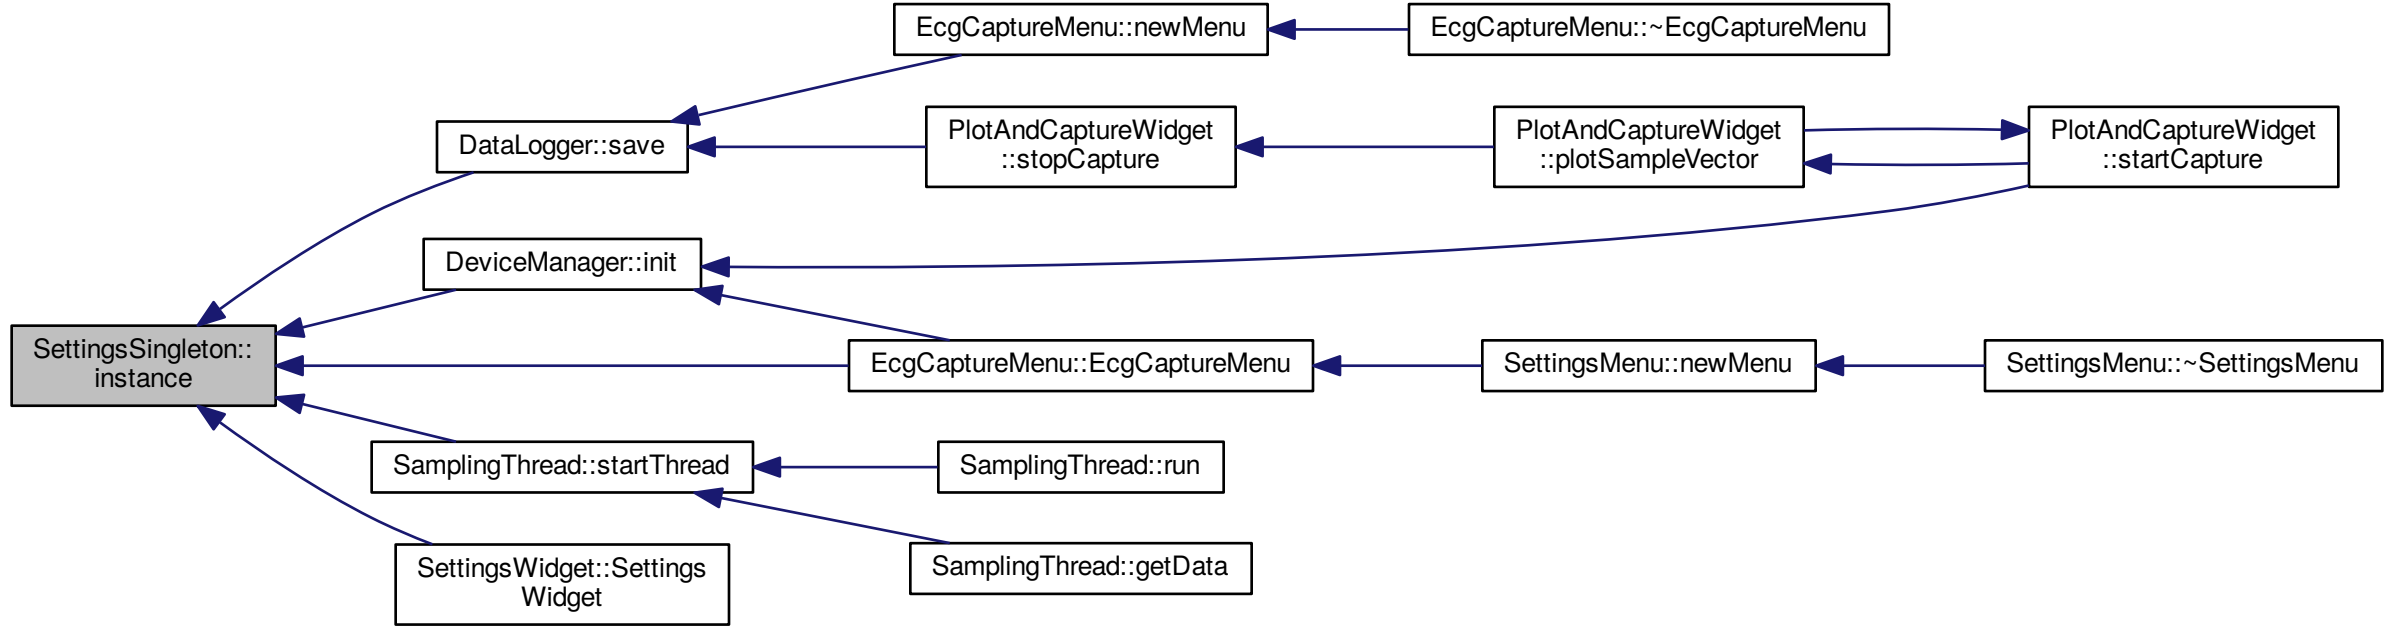 EcgCaptureMenu::newMenu
EcgCaptureMenu::~EcgCaptureMenu
DataLogger::save
PlotAndCaptureWidget
::stopCapture
PlotAndCaptureWidget
::plotSampleVector
PlotAndCaptureWidget
::startCapture
DeviceManager::init
SettingsSingleton::
instance
EcgCaptureMenu::EcgCaptureMenu
SettingsMenu::newMenu
SettingsMenu::~SettingsMenu
SamplingThread::startThread
SamplingThread::run
SettingsWidget::Settings
Widget
SamplingThread::getData